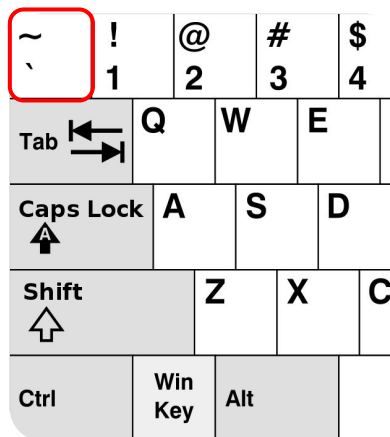 ~ ! @ # $
` 1 2 3 4
Tab Q W E
Caps Lock A S D
A
Shift Z X C
Ctrl Win Key Alt